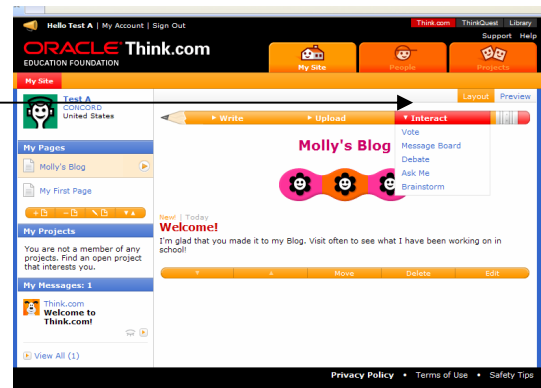 Hello Test A | My Account | Sign Out
Think.com ThinkQuest Library
Support Help
ORACLE Think.com
EDUCATION FOUNDATION
My Site People Projects
My Site
Layout Preview
Test A
CONCORD
United States
Write Upload Interact
Vote
Message Board
Debate
Ask Me
Brainstorm
My Pages
Molly's Blog
My First Page
Molly's Blog
New! | Today
Welcome!
I'm glad that you made it to my Blog. Visit often to see what I have been working on in
school!
Move Delete Edit
My Projects
You are not a member of any
projects. Find an open project
that interests you.
My Messages: 1
Think.com
Welcome to
Think.com!
View All (1)
Privacy Policy • Terms of Use • Safety Tips